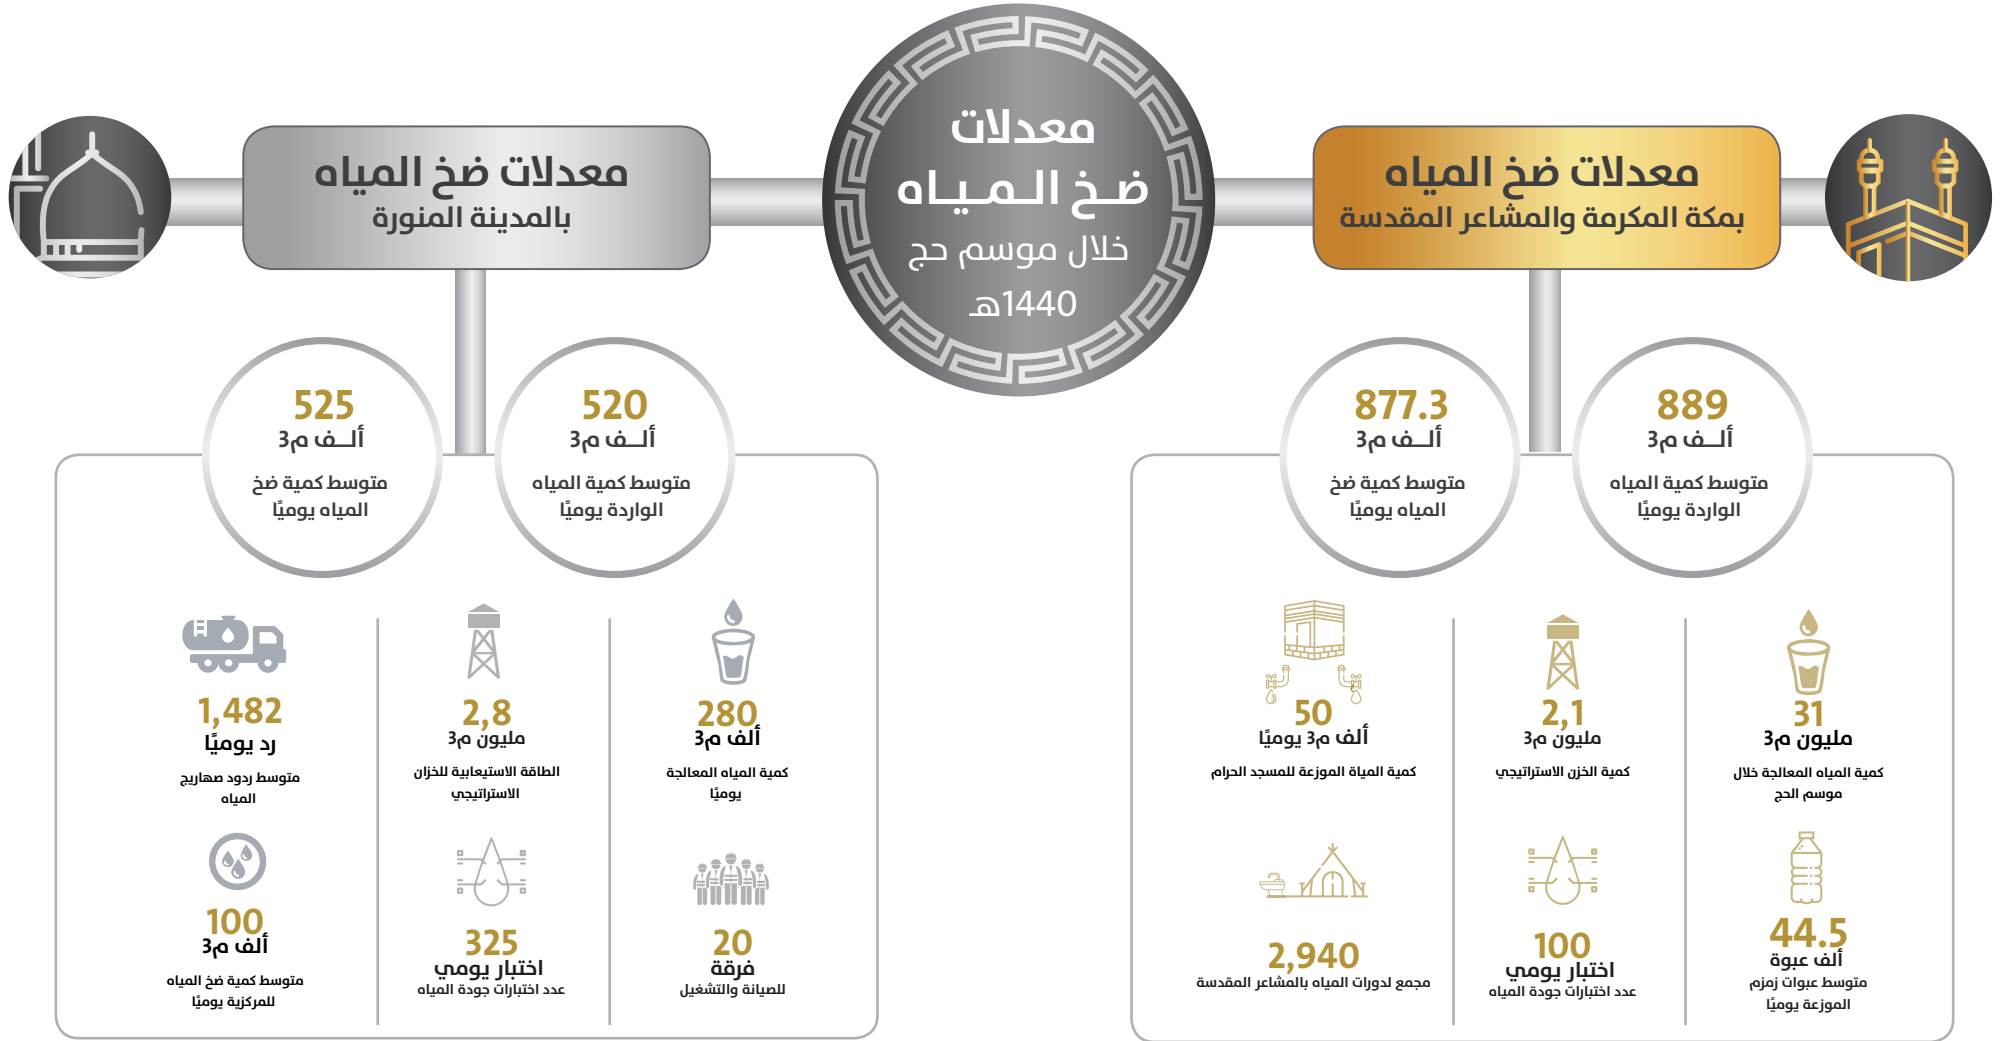 معدلات
ضخ الـمـيـاه
خلال موسم حج
1440هـ
معدلات ضخ المياه
بمكة المكرمة والمشاعر المقدسة
889
ألــف م3
متوسط كمية المياه
الواردة يوميًا
877.3
ألــف م3
متوسط كمية ضخ
المياه يوميًا
31
مليون م3
كمية المياه المعالجة خلال
موسم الحج
2,1
مليون م3
كمية الخزن الاستراتيجي
50
ألف م3 يوميًا
كمية المياة الموزعة للمسجد الحرام
44.5
ألف عبوة
متوسط عبوات زمزم
الموزعة يوميًا
100
اختبار يومي
عدد اختبارات جودة المياه
2,940
مجمع لدورات المياه بالمشاعر المقدسة
معدلات ضخ المياه
بالمدينة المنورة
520
ألــف م3
متوسط كمية المياه
الواردة يوميًا
525
ألــف م3
متوسط كمية ضخ
المياه يوميًا
280
ألف م3
كمية المياه المعالجة
يوميًا
2,8
مليون م3
الطاقة الاستيعابية للخزان
الاستراتيجي
1,482
رد يوميًا
متوسط ردود صهاريج
المياه
20
فرقة
للصيانة والتشغيل
325
اختبار يومي
عدد اختبارات جودة المياه
100
ألف م3
متوسط كمية ضخ المياه
للمركزية يوميًا